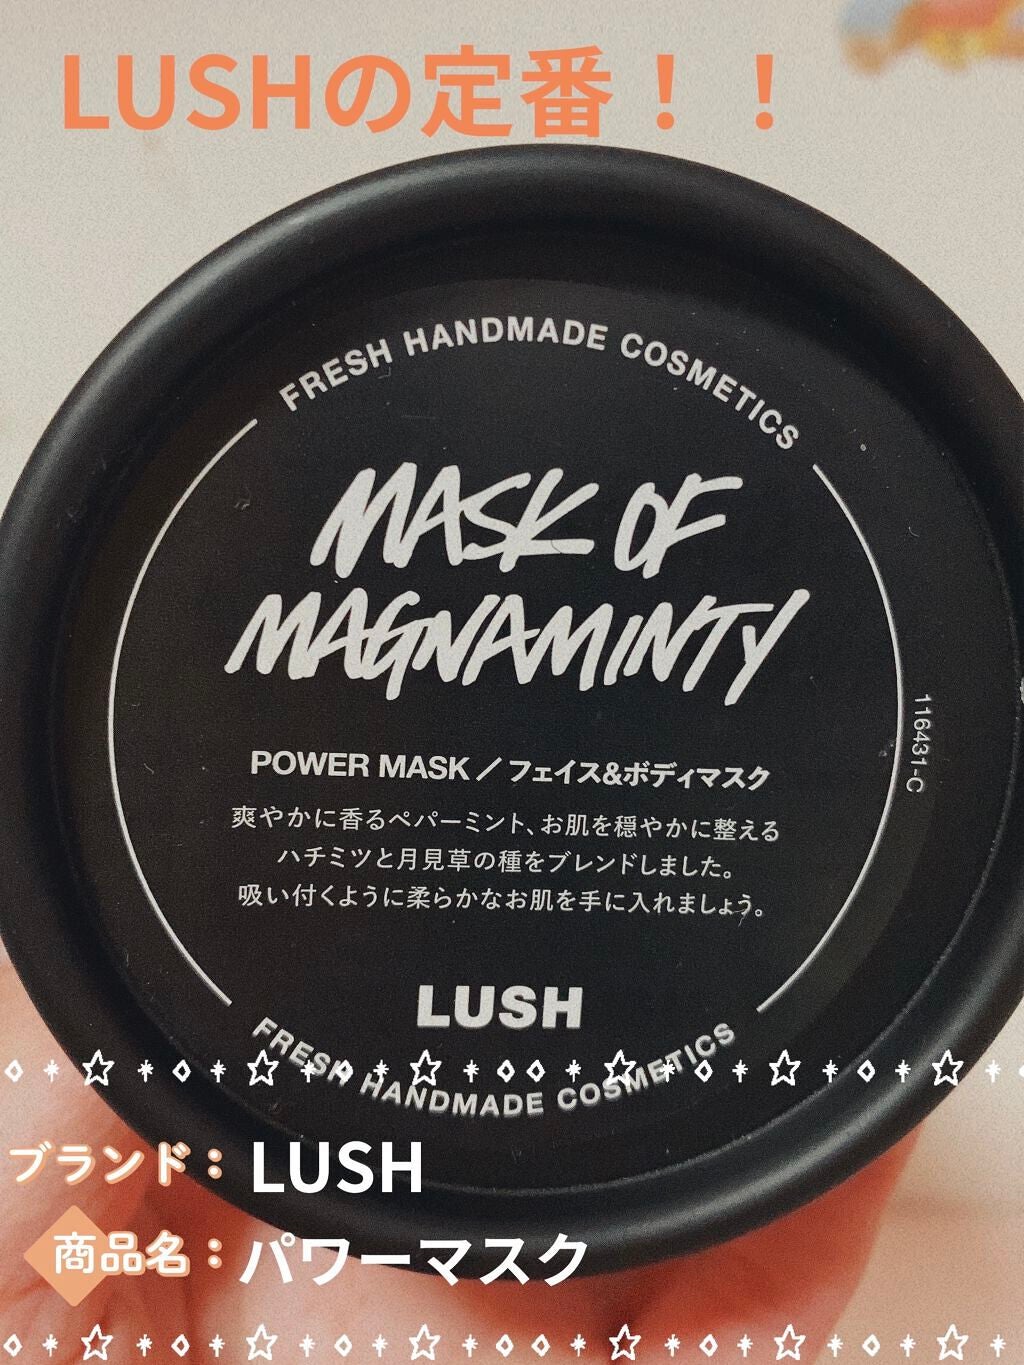 LUSHの定番！！
FRESH HANDMADE COSMETICS
MASK OF
MAGNAMINTY
116431-C
POWER MASK／フェイス&ボディマスク
爽やかに香るペパーミント、お肌を穏やかに整える
ハチミツと月見草の種をブレンドしました。
吸い付くように柔らかなお肌を手に入れましょう。
LUSH
FRESH HANDMADE COSMETICS
ブランド：LUSH
商品名：パワーマスク